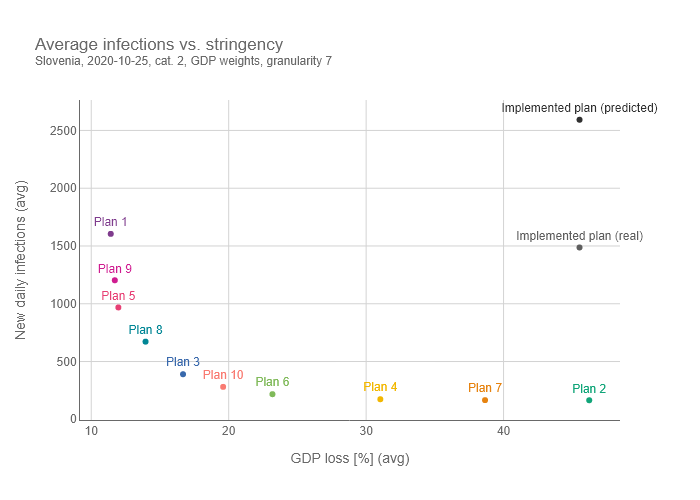 Average infections vs. stringency
Slovenia, 2020-10-25, cat. 2, GDP weights, granularity 7
Implemented plan (predicted)
2500
2000
Plan 1
Implemented plan (real)
1500
Plan 9
Plan 5
1000
Plan 8
Plan 3
500
Plan 10
Plan 6
Plan 4
Plan 7
Plan 2
0
10
20
30
40
New daily infections (avg)
GDP loss [%] (avg)